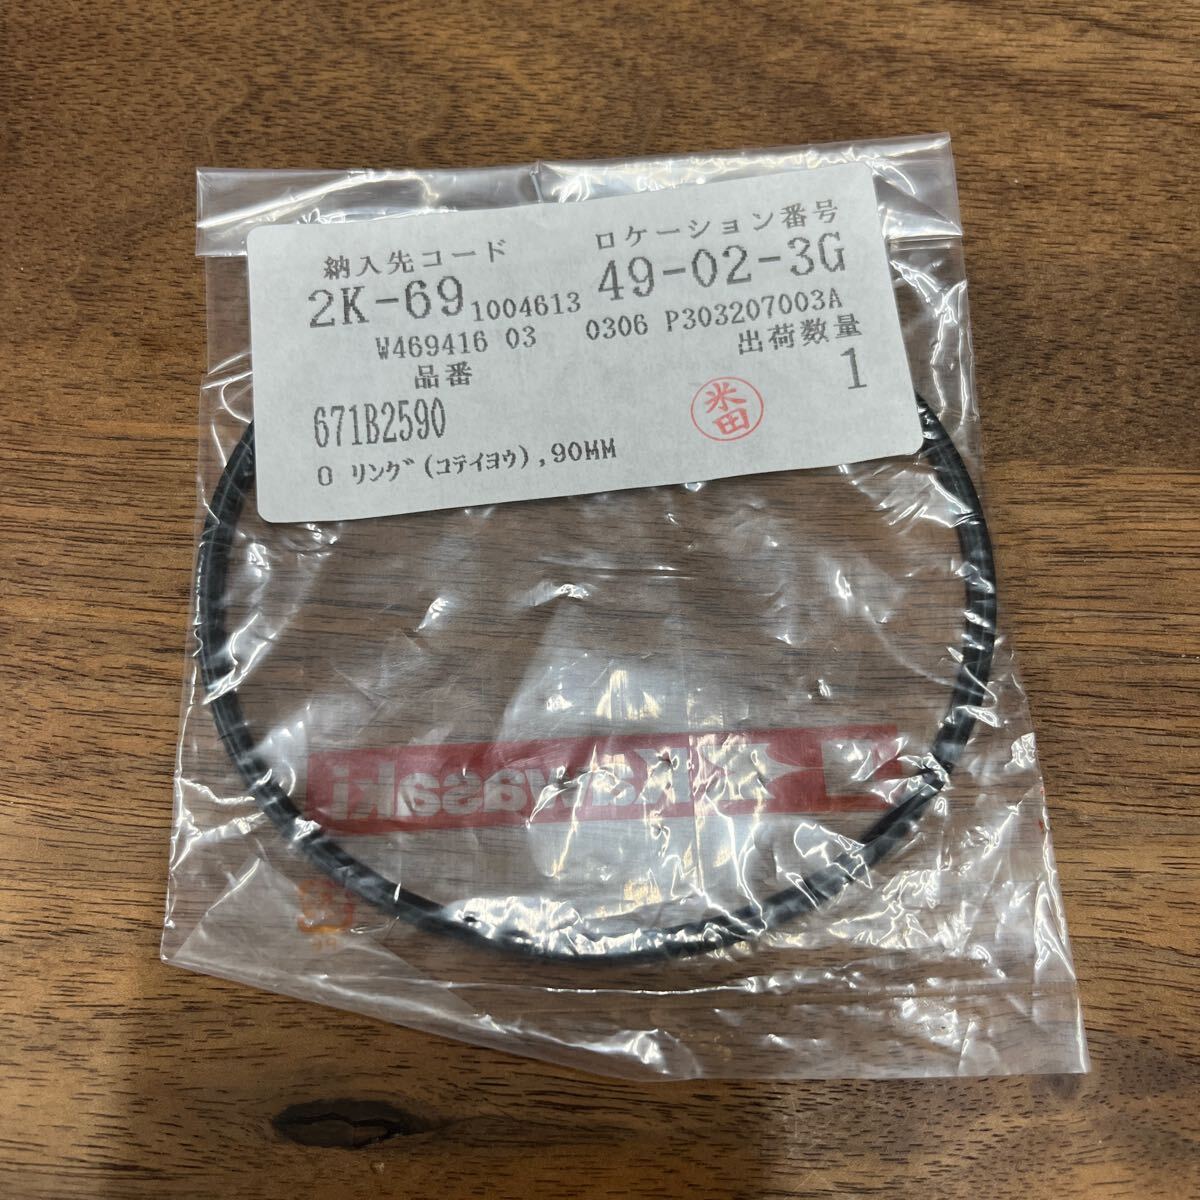 納入先コード ロケーション番号
2K-69 1004613 49-02-3G
W469416 03 0306 P303207003A
品番 出荷数量
671B2590 1
米田
O リング(コテイヨウ),90MM
Kawasaki